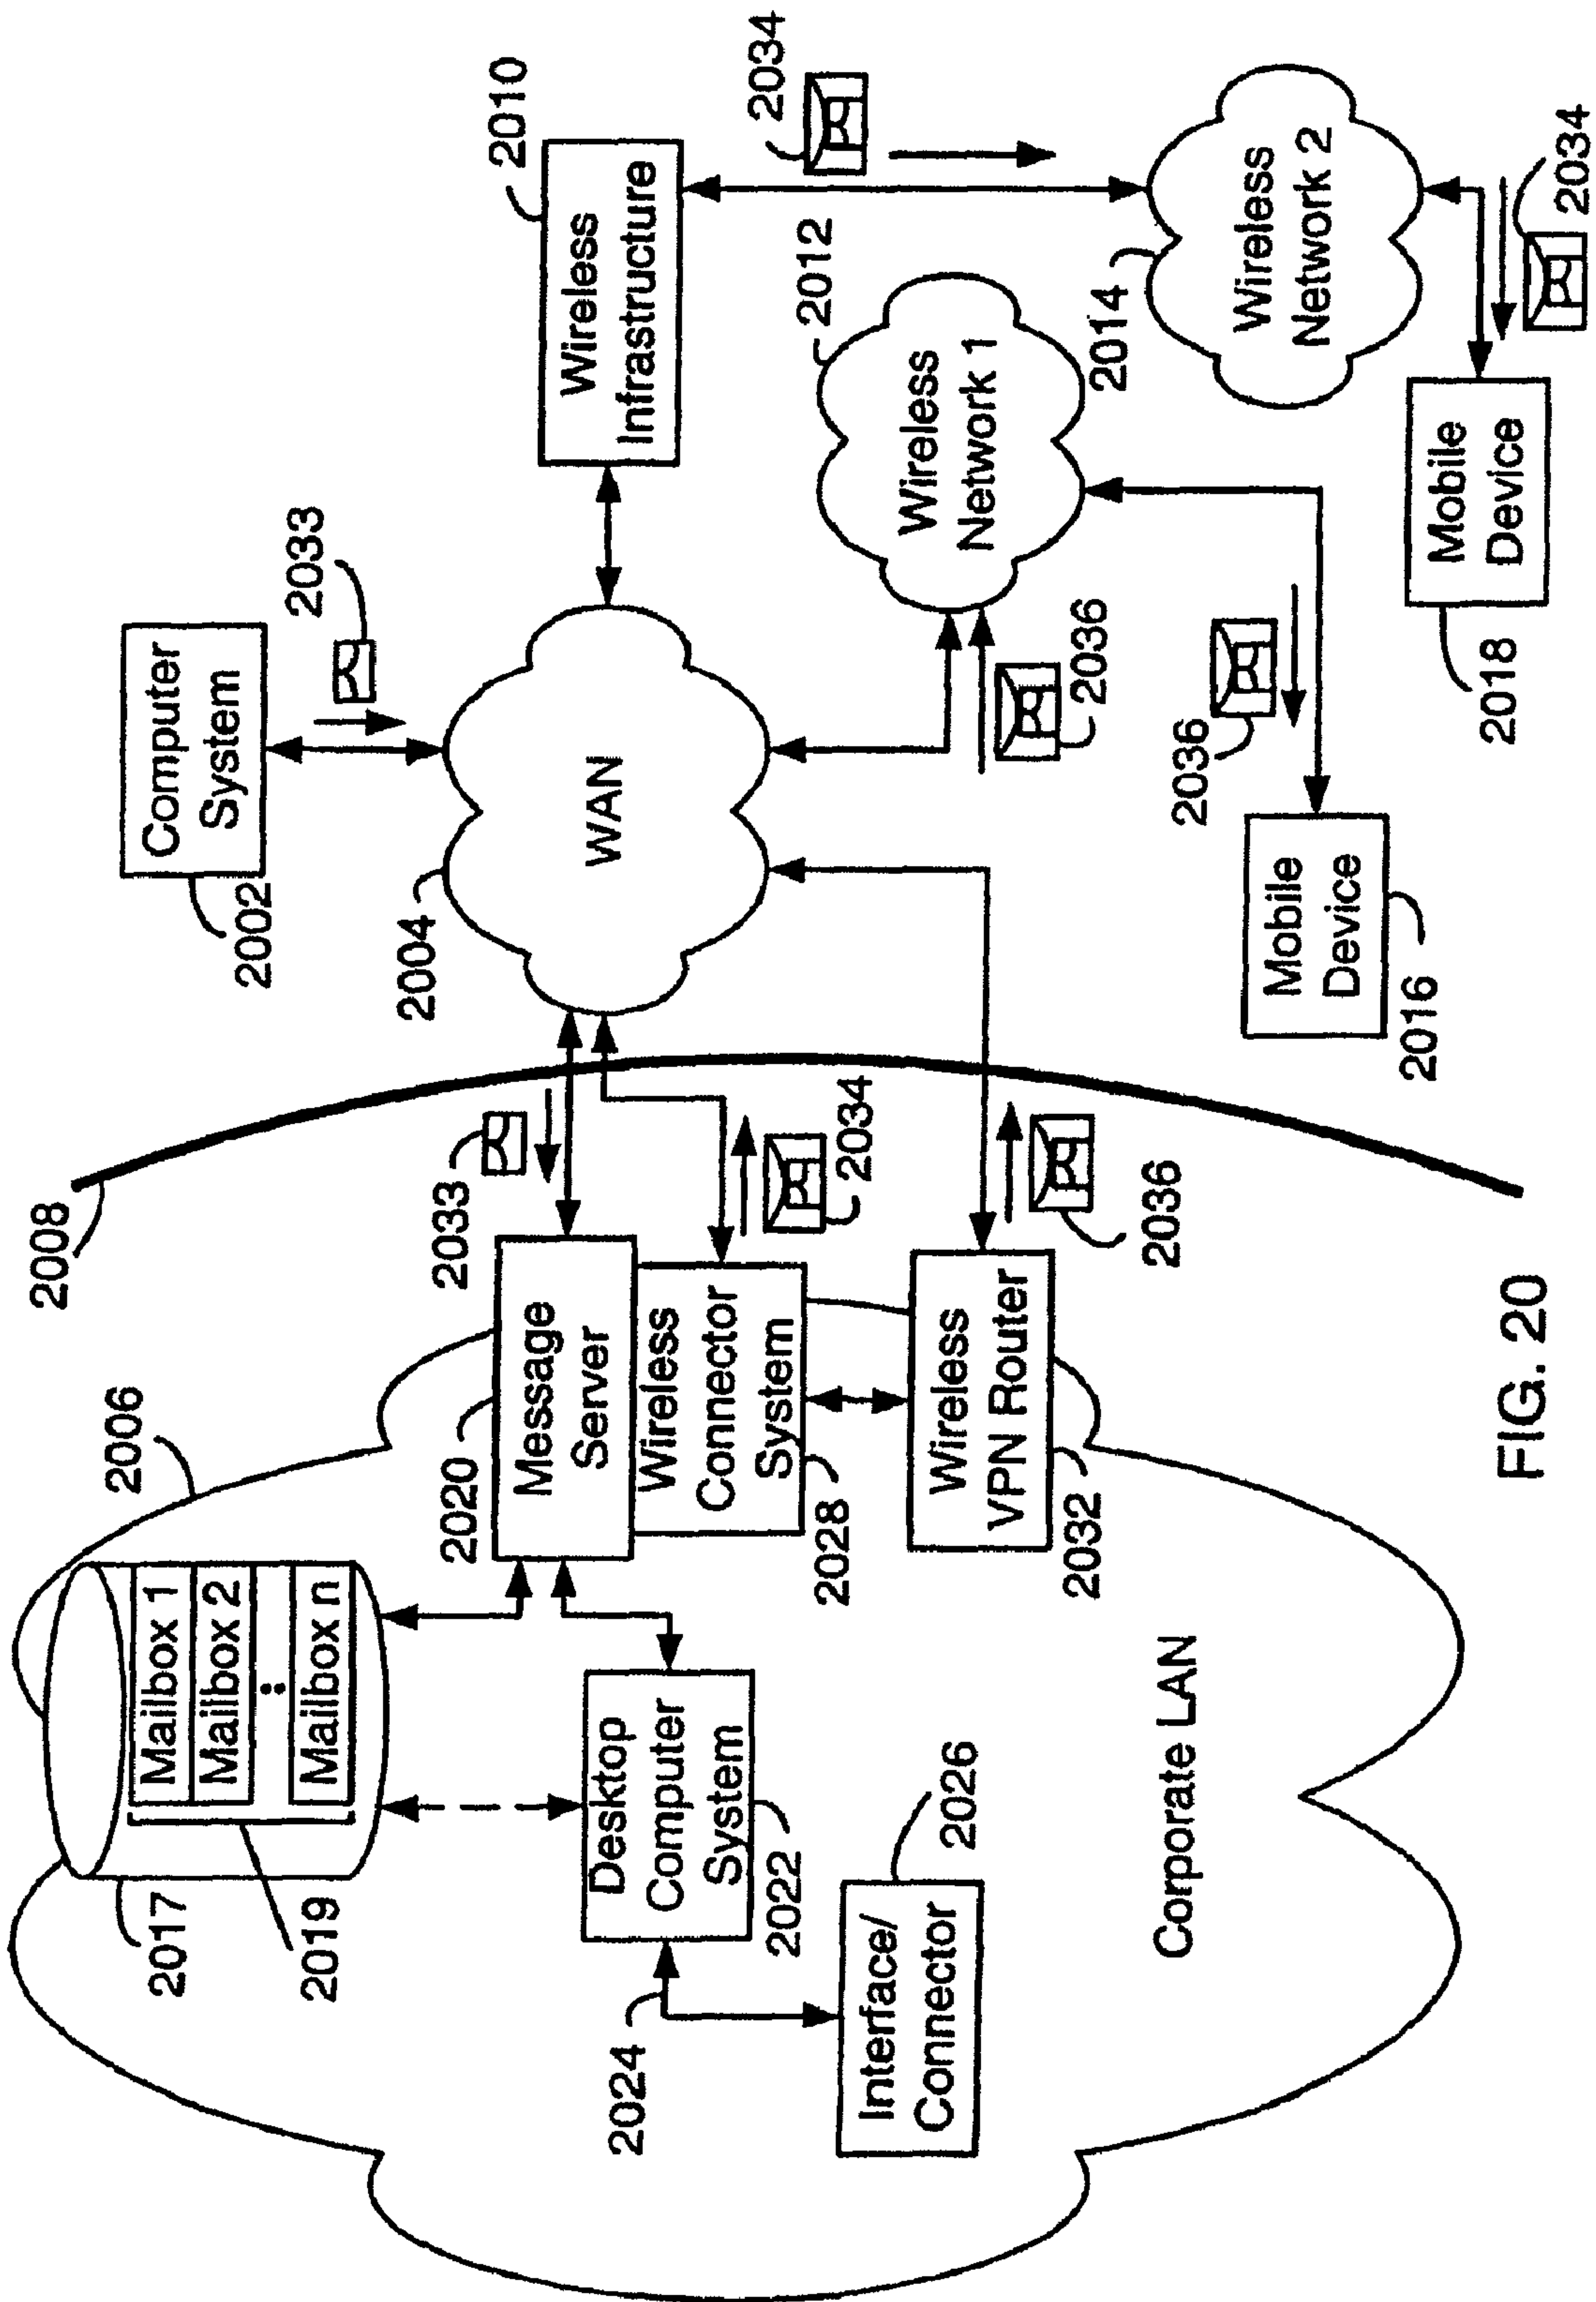 2017
2019
Mailbox 1
Mailbox 2
Mailbox n
2006
2008
2002
Computer
System
2033
2010
Wireless
Infrastructure
2034
2024
Desktop
Computer
System
2022
2020
Message
Server
2033
2004
WAN
Wireless
Connector
System
2028
2034
2012
Wireless
Network 1
2036
2014
Wireless
Network 2
2034
Interface/
Connector
2026
2032
Wireless
VPN Router
2036
2036
Mobile
Device
2016
Mobile
Device
2018
Corporate LAN
FIG. 20